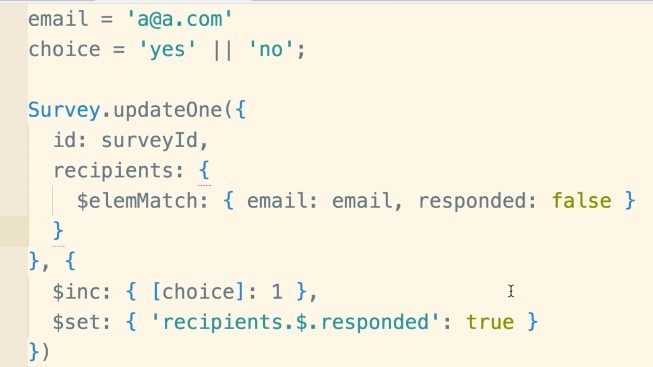 email = 'a@a.com'
choice = 'yes' || 'no';
Survey.updateOne({
id: surveyId,
recipients: {
$elemMatch: { email: email, responded: false }
}
}, {
$inc: { [choice]: 1 },
$set: { 'recipients.$.responded': true }
})